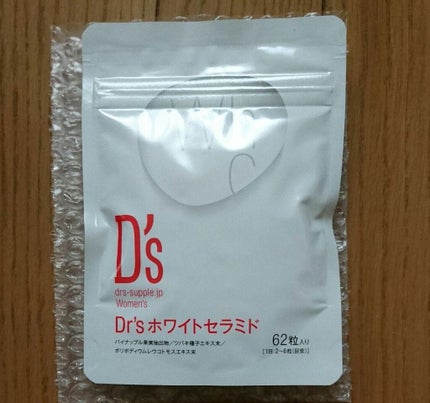 D's
drs-supple.jp
Women's
Dr'sホワイトセラミド
パイナップル果実抽出物／ツバキ種子エキス末／
ポリポディウムレウコトモスエキス末
62粒入り
［1日:2〜6粒(目安)］